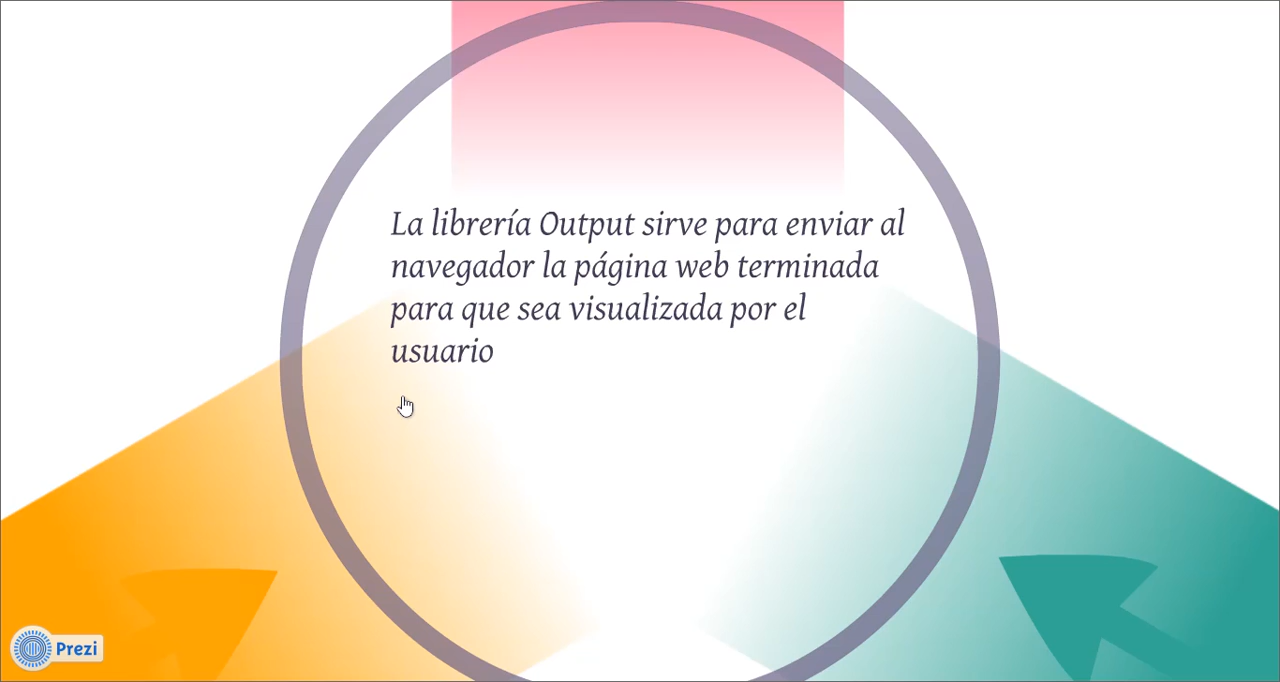 La librería Output sirve para enviar al
navegador la página web terminada
para que sea visualizada por el
usuario
Prezi